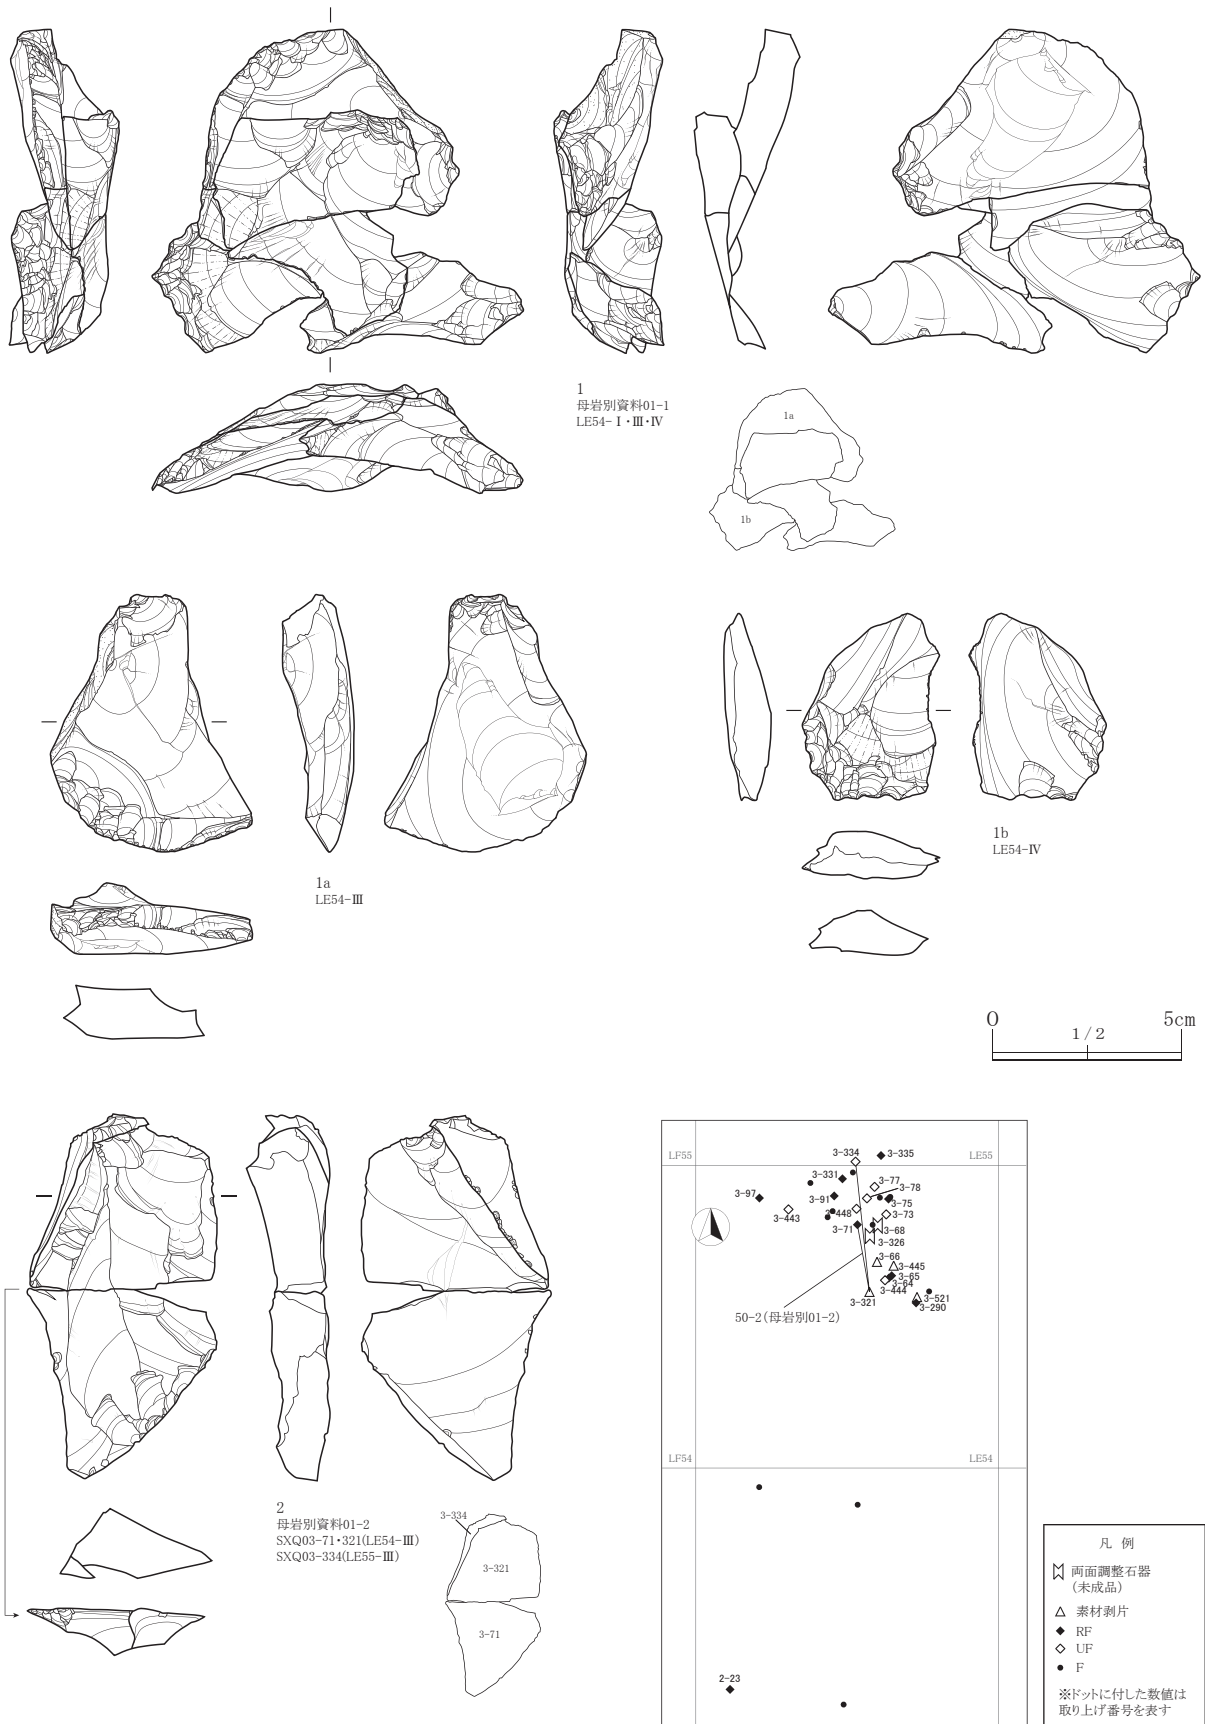 1
母岩別資料01-1
LE54-Ⅰ・Ⅲ・Ⅳ
1a
1b
1a
LE54-Ⅲ
1b
LE54-Ⅳ
0
5cm
1/2
2
母岩別資料01-2
SXQ03-71・321(LE54-Ⅲ)
SXQ03-334(LE55-Ⅲ)
3-334
3-321
3-71
LF55
LE55
3-334
3-335
3-331
3-77
3-78
3-97
3-91
3-75
3-443
3-448
3-73
3-71
3-68
3-326
3-66
3-445
3-65
3-64
3-444
3-321
3-521
3-290
50-2(母岩別01-2)
LF54
LE54
2-23
凡 例
両面調整石器
(未成品)
素材剥片
RF
UF
F
※ドットに付した数値は
取り上げ番号を表す